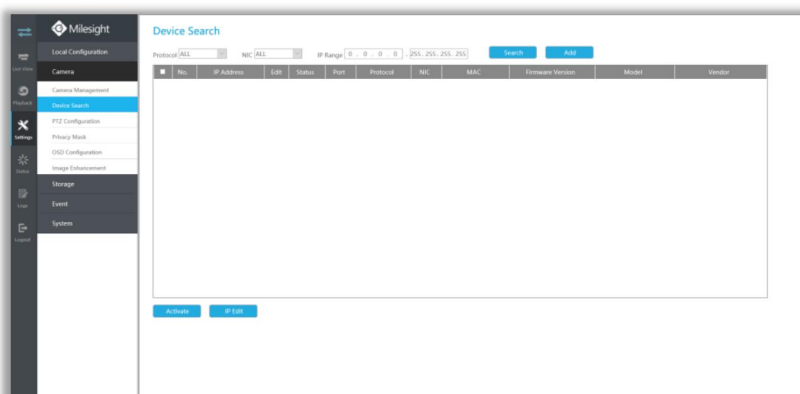 Milesight
Local Configuration
Live View
Camera
Camera Management
Playback
Device Search
PTZ Configuration
Settings
Privacy Mask
OSD Configuration
Status
Image Enhancement
Storage
Logs
Event
System
Logout
Device Search
Protocol ALL NIC ALL IP Range 0 . 0 . 0 . 0 - 255. 255. 255. 255 Search Add
No. IP Address Edit Status Port Protocol NIC MAC Firmware Version Model Vendor
Activate IP Edit